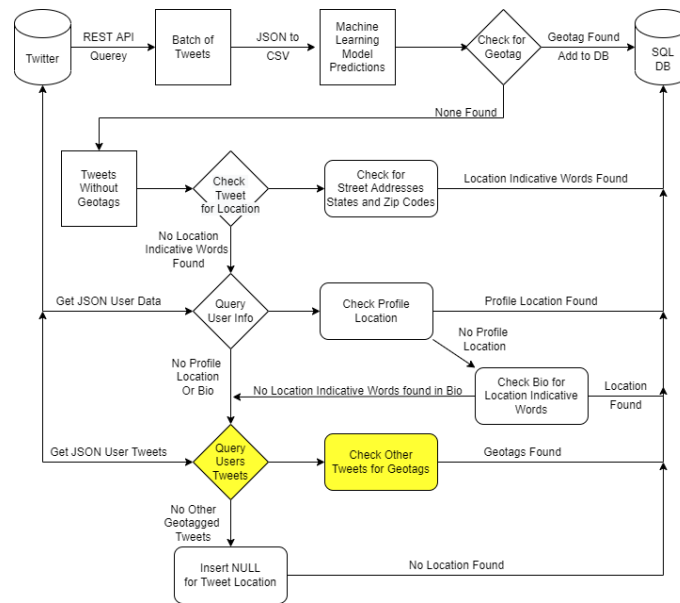 Twitter
REST API
Querey
Batch of
Tweets
JSON to
CSV
Machine
Learning
Model
Predictions
Check for
Geotag
Geotag Found
Add to DB
SQL
DB
None Found
Tweets
Without
Geotags
Check
Tweet
for Location
Check for
Street Addresses
States and Zip Codes
Location Indicative Words Found
No Location
Indicative Words
Found
Get JSON User Data
Query
User Info
Check Profile
Location
Profile Location Found
No Profile
Location
No Profile
Location
Or Bio
No Location Indicative Words found in Bio
Check Bio for
Location Indicative
Words
Location
Found
Get JSON User Tweets
Query
Users
Tweets
Check Other
Tweets for Geotags
Geotags Found
No Other
Geotagged
Tweets
Insert NULL
for Tweet Location
No Location Found